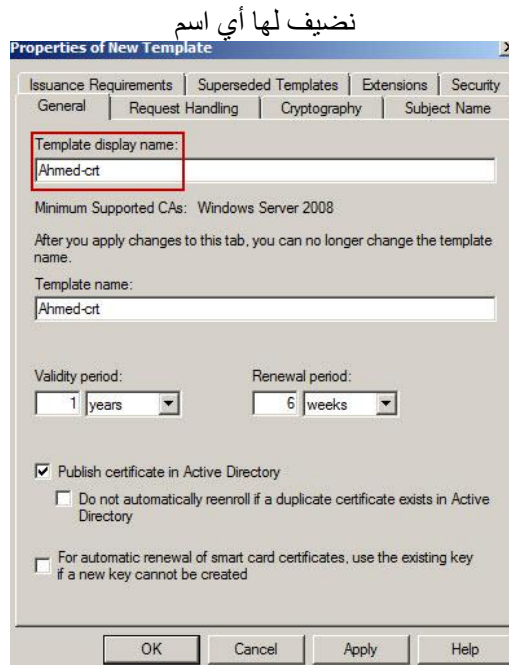 نضيف لها أي اسم
Properties of New Template
Issuance Requirements Superseded Templates Extensions Security
General Request Handling Cryptography Subject Name
Template display name:
Ahmed-crt
Minimum Supported CAs: Windows Server 2008
After you apply changes to this tab, you can no longer change the template
name.
Template name:
Ahmed-crt
Validity period: Renewal period:
1 years 6 weeks
Publish certificate in Active Directory
Do not automatically reenroll if a duplicate certificate exists in Active
Directory
For automatic renewal of smart card certificates, use the existing key
if a new key cannot be created
OK Cancel Apply Help